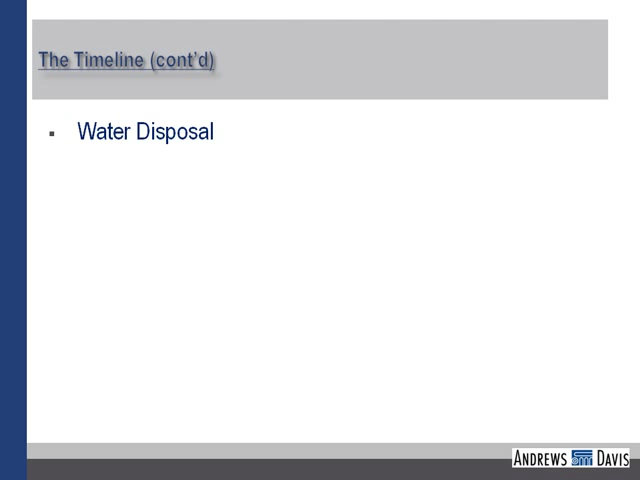 The Timeline (cont'd)
▪ Water Disposal
ANDREWS DAVIS